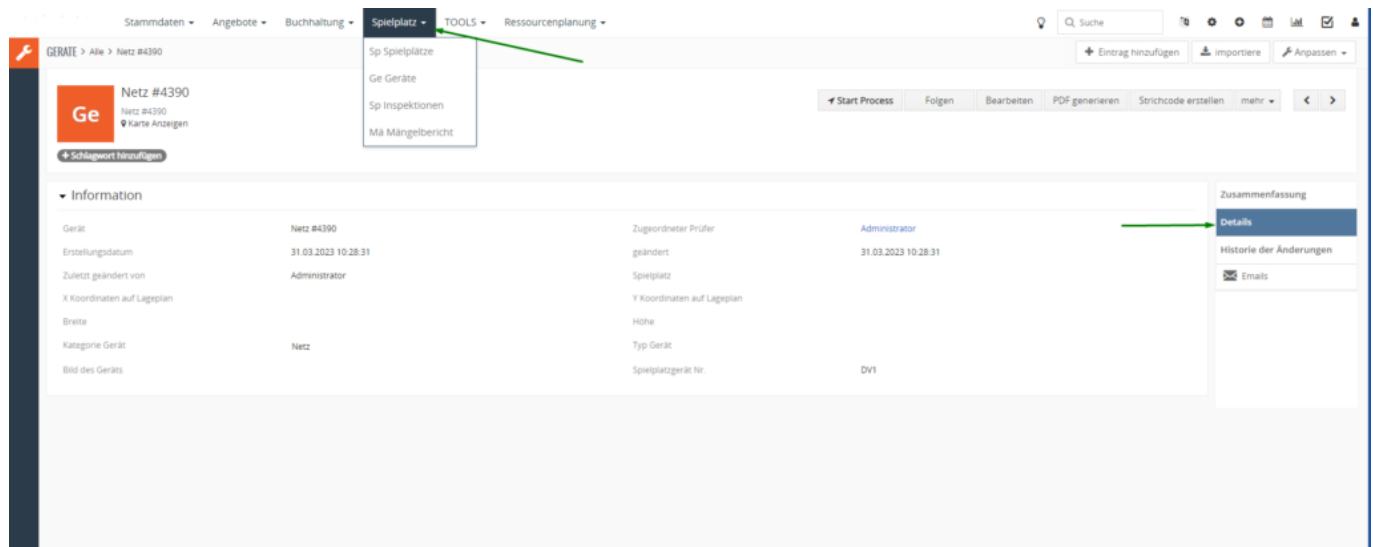 Stammdaten Angebote Buchhaltung Spielplatz TOOLS Ressourcenplanung Suche
GERÄTE > Alle > Netz #4390 Eintrag hinzufügen importiere Anpassen
Sp Spielplätze
Ge Geräte
Sp Inspektionen
Mä Mängelbericht
Ge
Netz #4390
Netz #4390
Karte Anzeigen
+ Schlagwort hinzufügen
Start Process Folgen Bearbeiten PDF generieren Strichcode erstellen mehr
Information
Gerät Netz #4390 Zugeordneter Prüfer Administrator
Erstellungsdatum 31.03.2023 10:28:31 geändert 31.03.2023 10:28:31
Zuletzt geändert von Administrator Spielplatz
X Koordinaten auf Lageplan Y Koordinaten auf Lageplan
Breite Höhe
Kategorie Gerät Netz Typ Gerät
Bild des Geräts Spielplatzgerät Nr. DV1
Zusammenfassung
Details
Historie der Änderungen
Emails